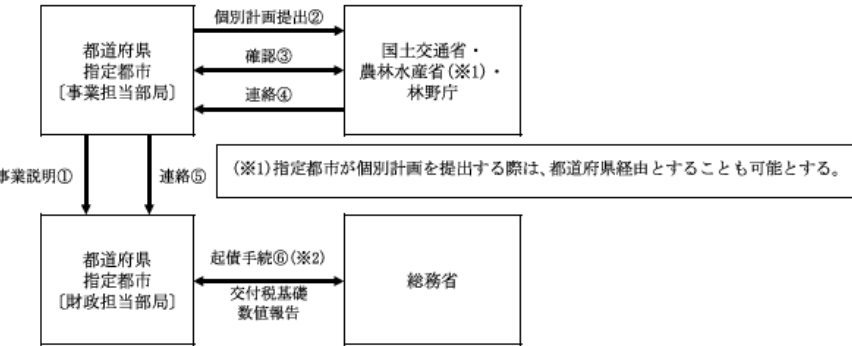 個別計画提出②
都道府県
指定都市
〔事業担当部局〕
確認③
連絡④
国土交通省・
農林水産省(※1)・
林野庁
事業説明①
連絡⑤
(※1)指定都市が個別計画を提出する際は、都道府県経由とすることも可能とする。
都道府県
指定都市
〔財政担当部局〕
起債手続⑥(※2)
交付税基礎
数値報告
総務省